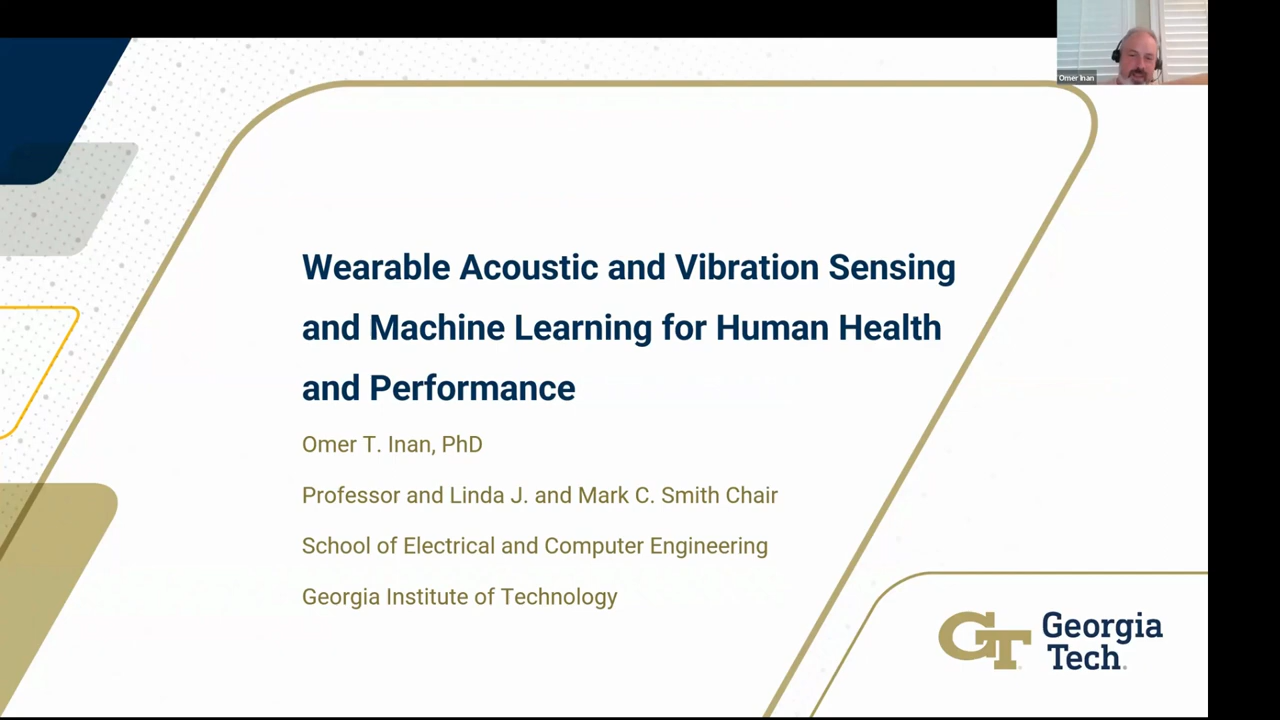 Omer Inan
Wearable Acoustic and Vibration Sensing
and Machine Learning for Human Health
and Performance
Omer T. Inan, PhD
Professor and Linda J. and Mark C. Smith Chair
School of Electrical and Computer Engineering
Georgia Institute of Technology
GT Georgia
Tech.